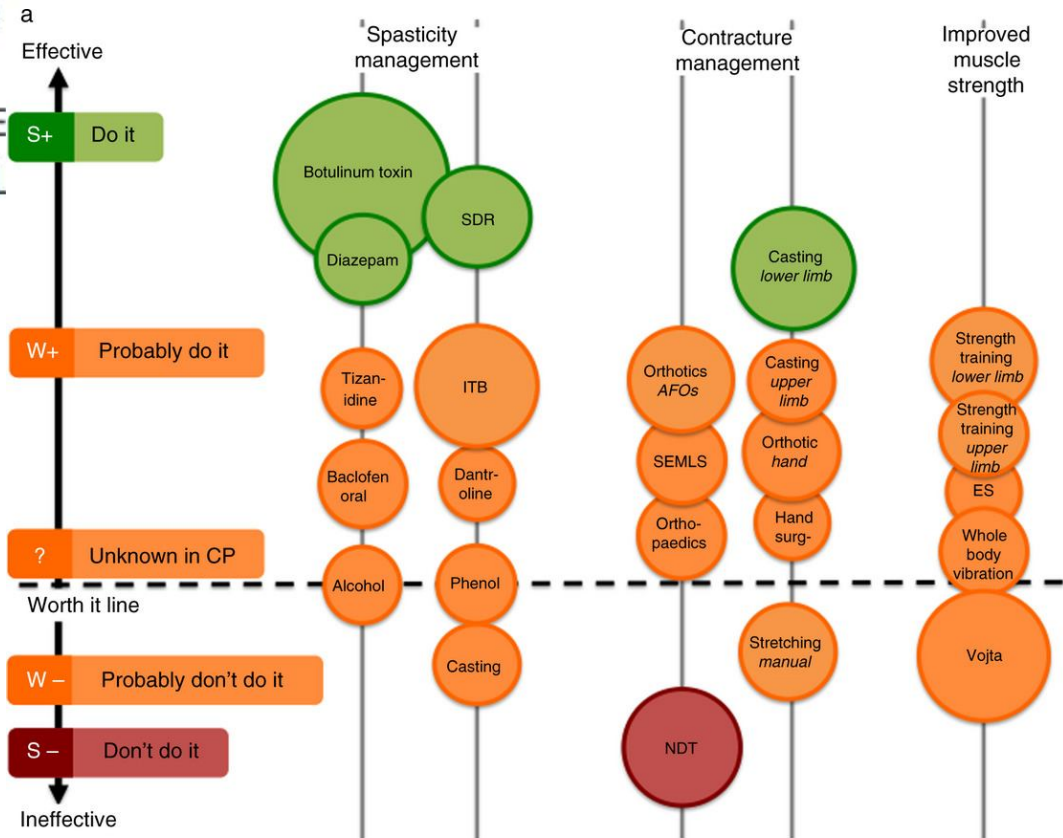 a
Effective
S+ Do it
W+ Probably do it
? Unknown in CP
Worth it line
W – Probably don't do it
S – Don't do it
Ineffective
Spasticity
management
Botulinum toxin
SDR
Diazepam
Tizan-
idine
ITB
Baclofen
oral
Dantr-
oline
Alcohol
Phenol
Casting
Contracture
management
Casting
lower limb
Orthotics
AFOs
Casting
upper
limb
SEMLS
Orthotic
hand
Ortho-
paedics
Hand
surg-
Stretching
manual
NDT
Improved
muscle
strength
Strength
training
lower limb
Strength
training
upper
limb
ES
Whole
body
vibration
Vojta